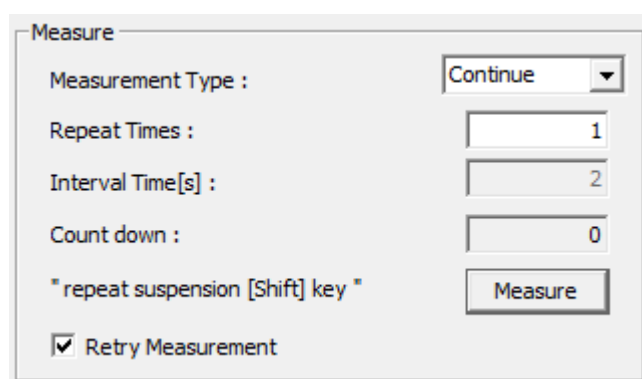 Measure
Measurement Type : Continue
Repeat Times : 1
Interval Time[s] : 2
Count down : 0
" repeat suspension [Shift] key " Measure
Retry Measurement